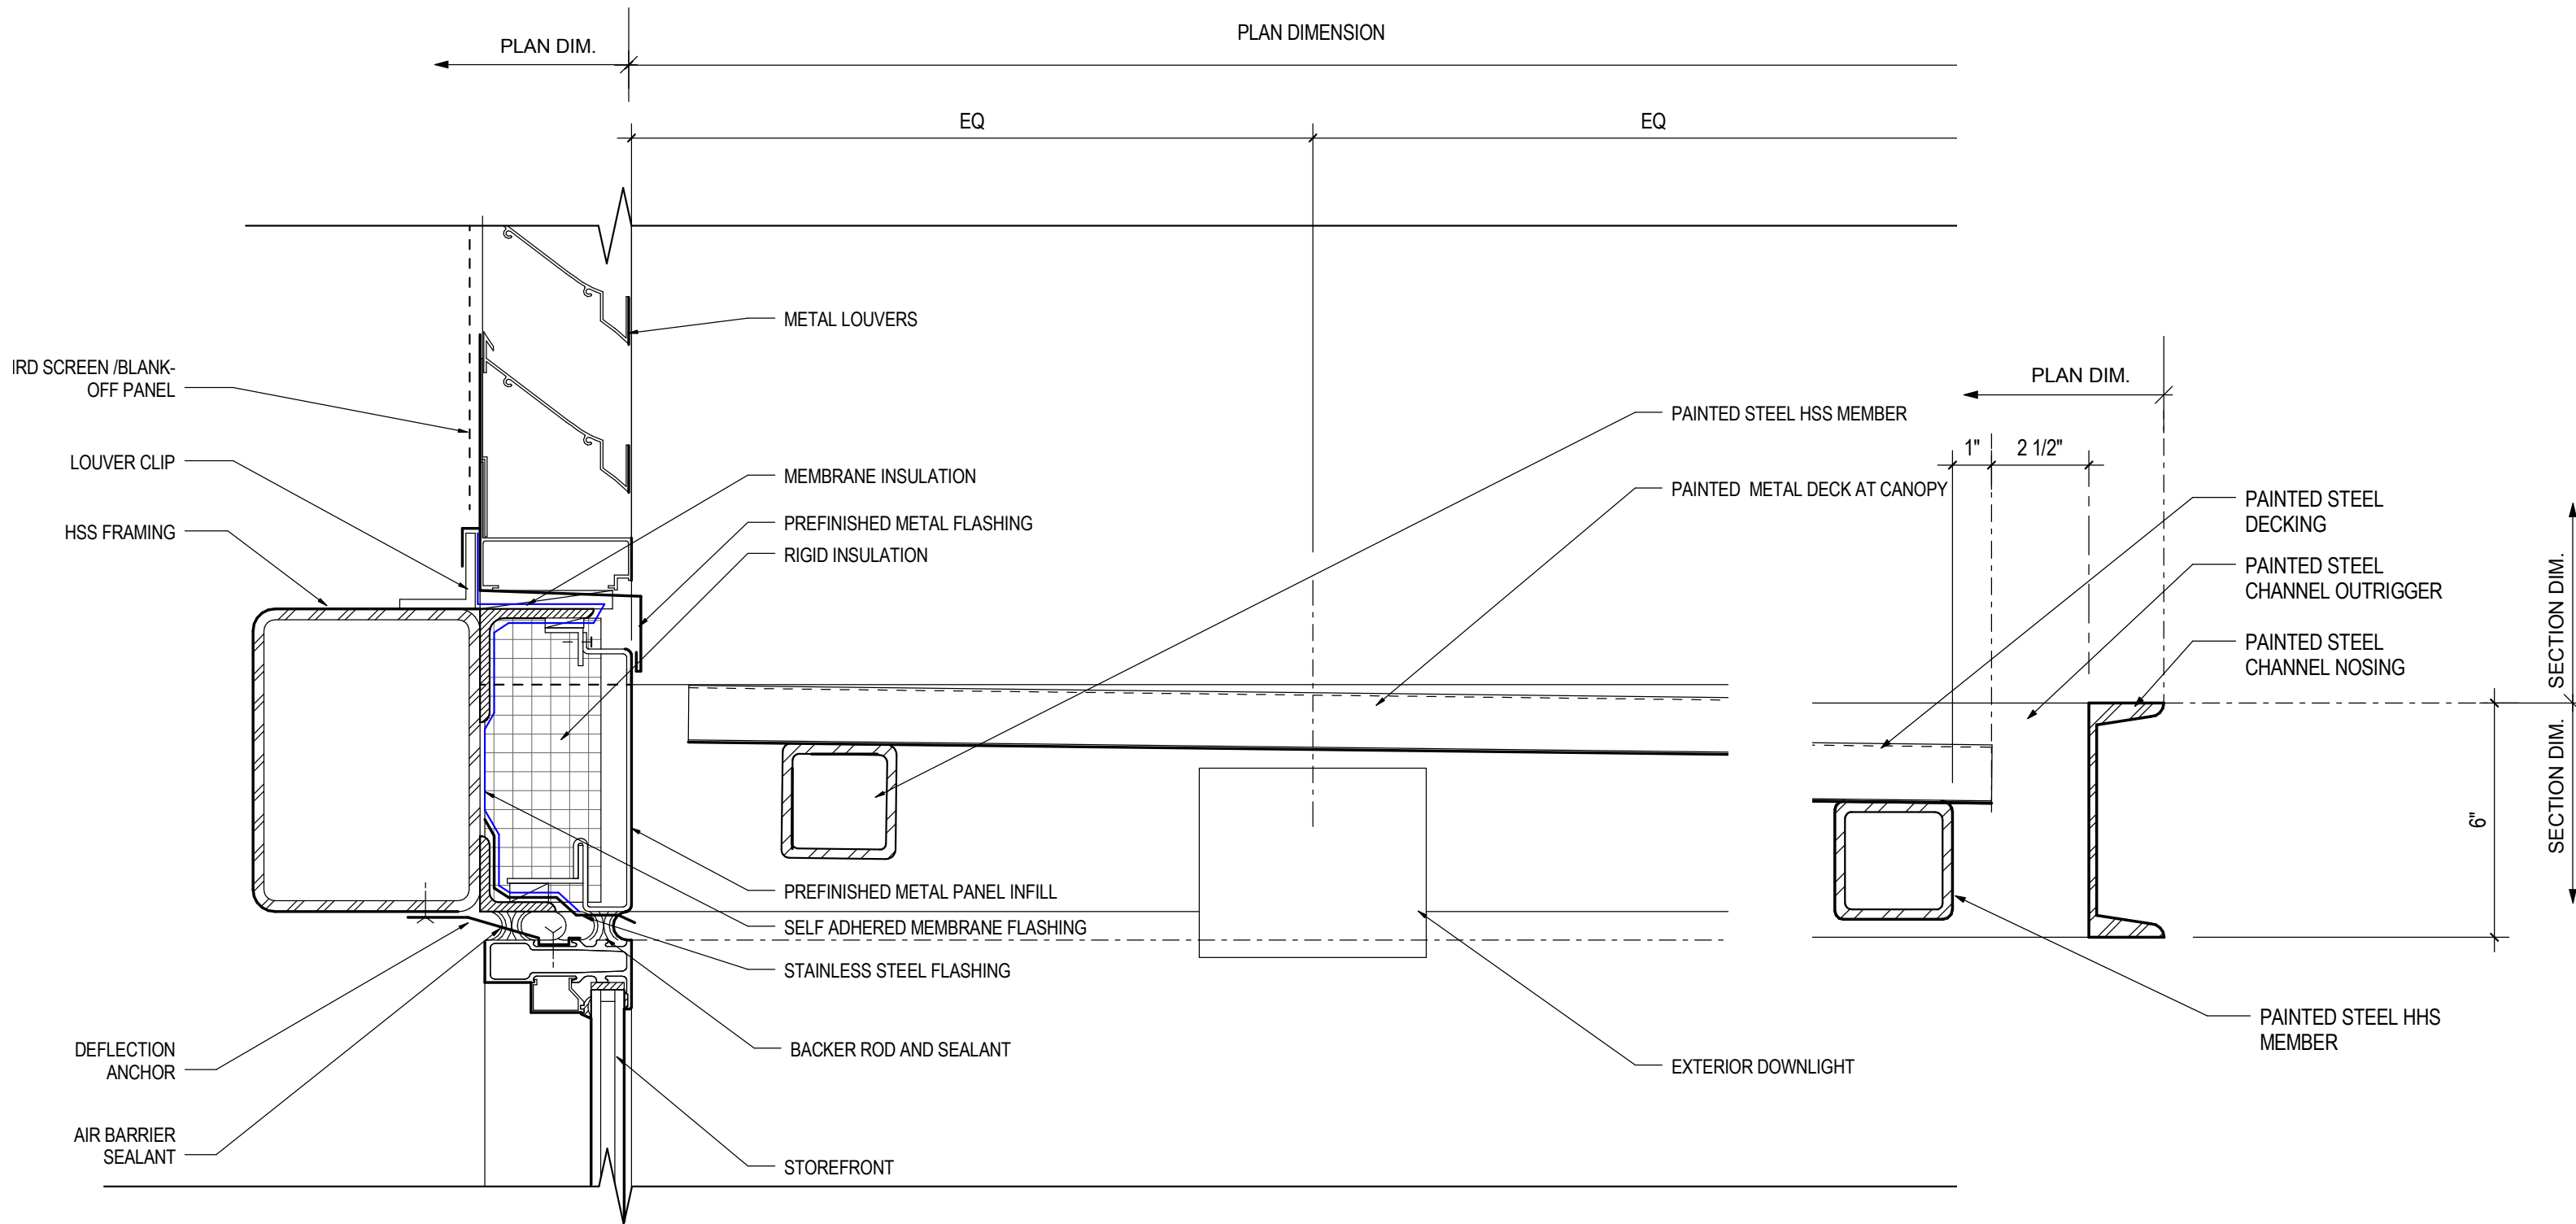 PLAN DIMENSION
PLAN DIM.
EQ
EQ
METAL LOUVERS
IRD SCREEN /BLANK-
OFF PANEL
LOUVER CLIP
HSS FRAMING
MEMBRANE INSULATION
PREFINISHED METAL FLASHING
RIGID INSULATION
PAINTED STEEL HSS MEMBER
PAINTED METAL DECK AT CANOPY
PLAN DIM.
1"
2 1/2"
PAINTED STEEL
DECKING
PAINTED STEEL
CHANNEL OUTRIGGER
PAINTED STEEL
CHANNEL NOSING
SECTION DIM.
SECTION DIM.
6"
PREFINISHED METAL PANEL INFILL
SELF ADHERED MEMBRANE FLASHING
STAINLESS STEEL FLASHING
BACKER ROD AND SEALANT
STOREFRONT
DEFLECTION
ANCHOR
AIR BARRIER
SEALANT
EXTERIOR DOWNLIGHT
PAINTED STEEL HHS
MEMBER